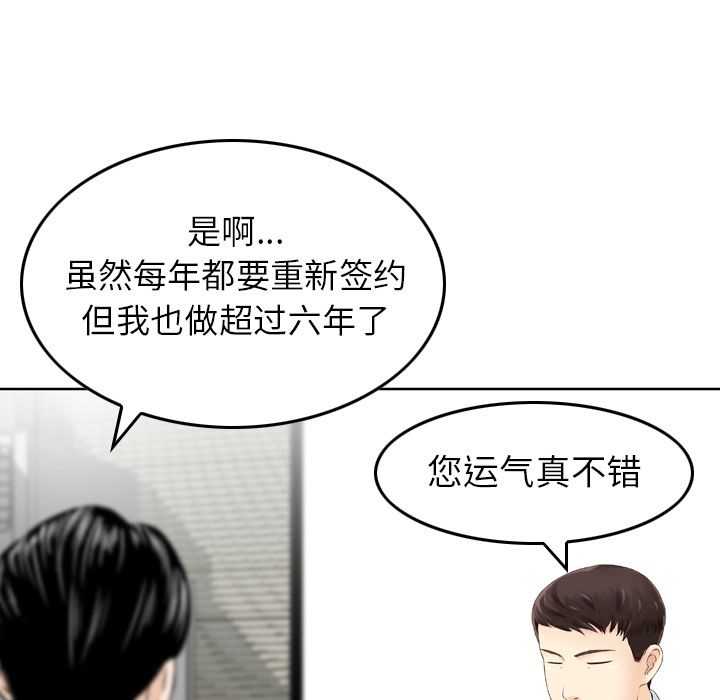 是啊...
虽然每年都要重新签约
但我也做超过六年了
您运气真不错